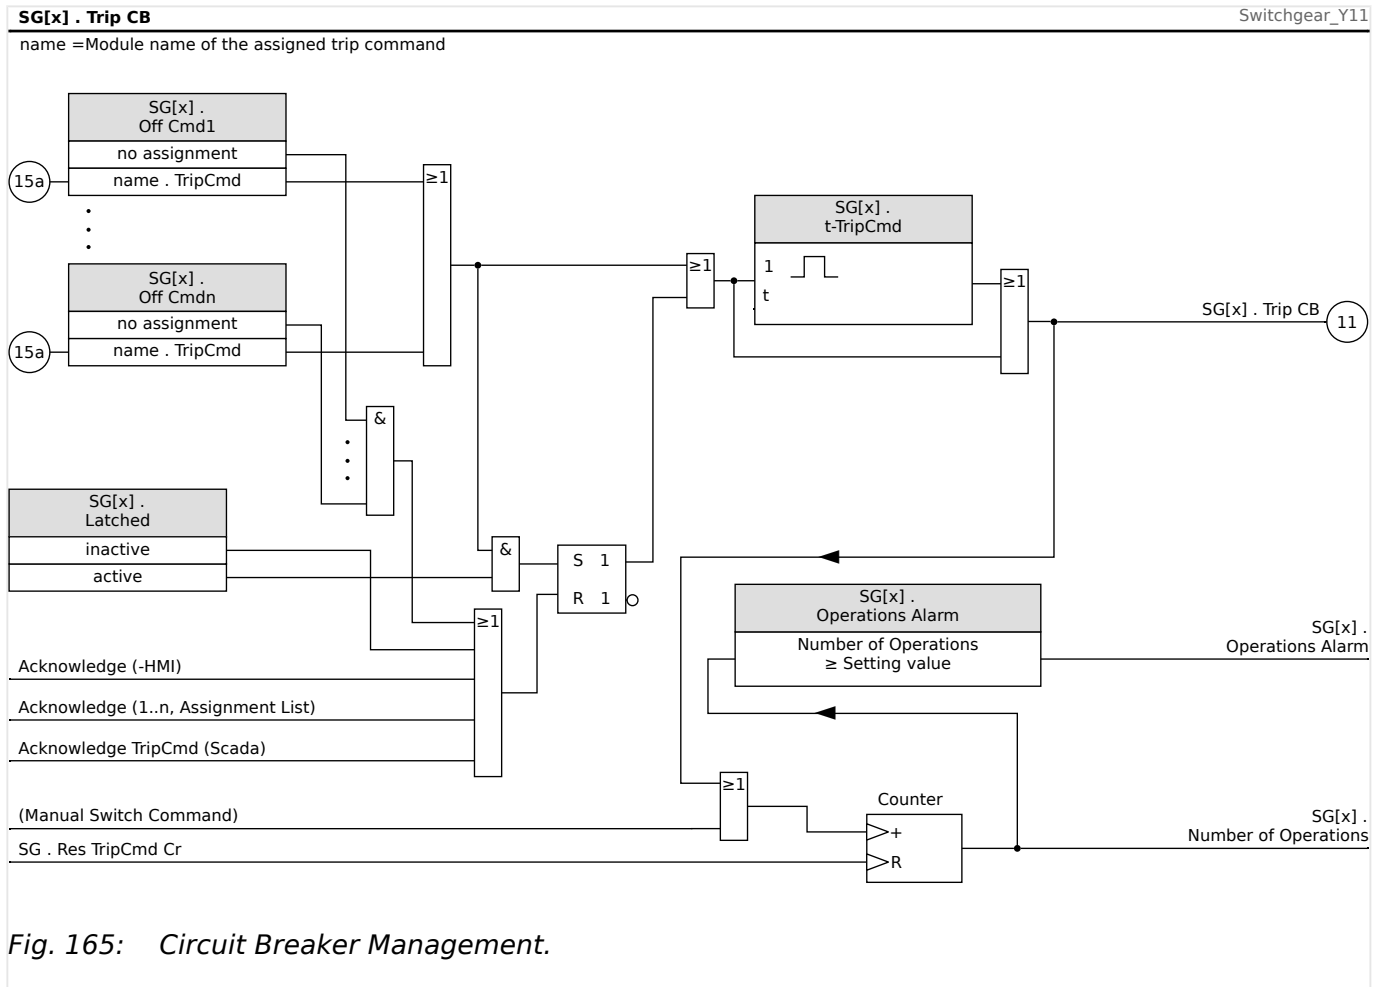 SG[x] . Trip CB
Switchgear_Y11
name =Module name of the assigned trip command
SG[x] .
Off Cmd1
no assignment
15a
name . TripCmd
≥1
SG[x] .
t-TripCmd
1
t
SG[x] .
Off Cmdn
no assignment
15a
name . TripCmd
≥1
≥1
SG[x] . Trip CB
11
&
SG[x] .
Latched
inactive
active
&
S 1
R 1
≥1
SG[x] .
Operations Alarm
Number of Operations
≥ Setting value
SG[x] .
Operations Alarm
Acknowledge (-HMI)
Acknowledge (1..n, Assignment List)
Acknowledge TripCmd (Scada)
≥1
(Manual Switch Command)
SG . Res TripCmd Cr
Counter
+
R
SG[x] .
Number of Operations
Fig. 165: Circuit Breaker Management.